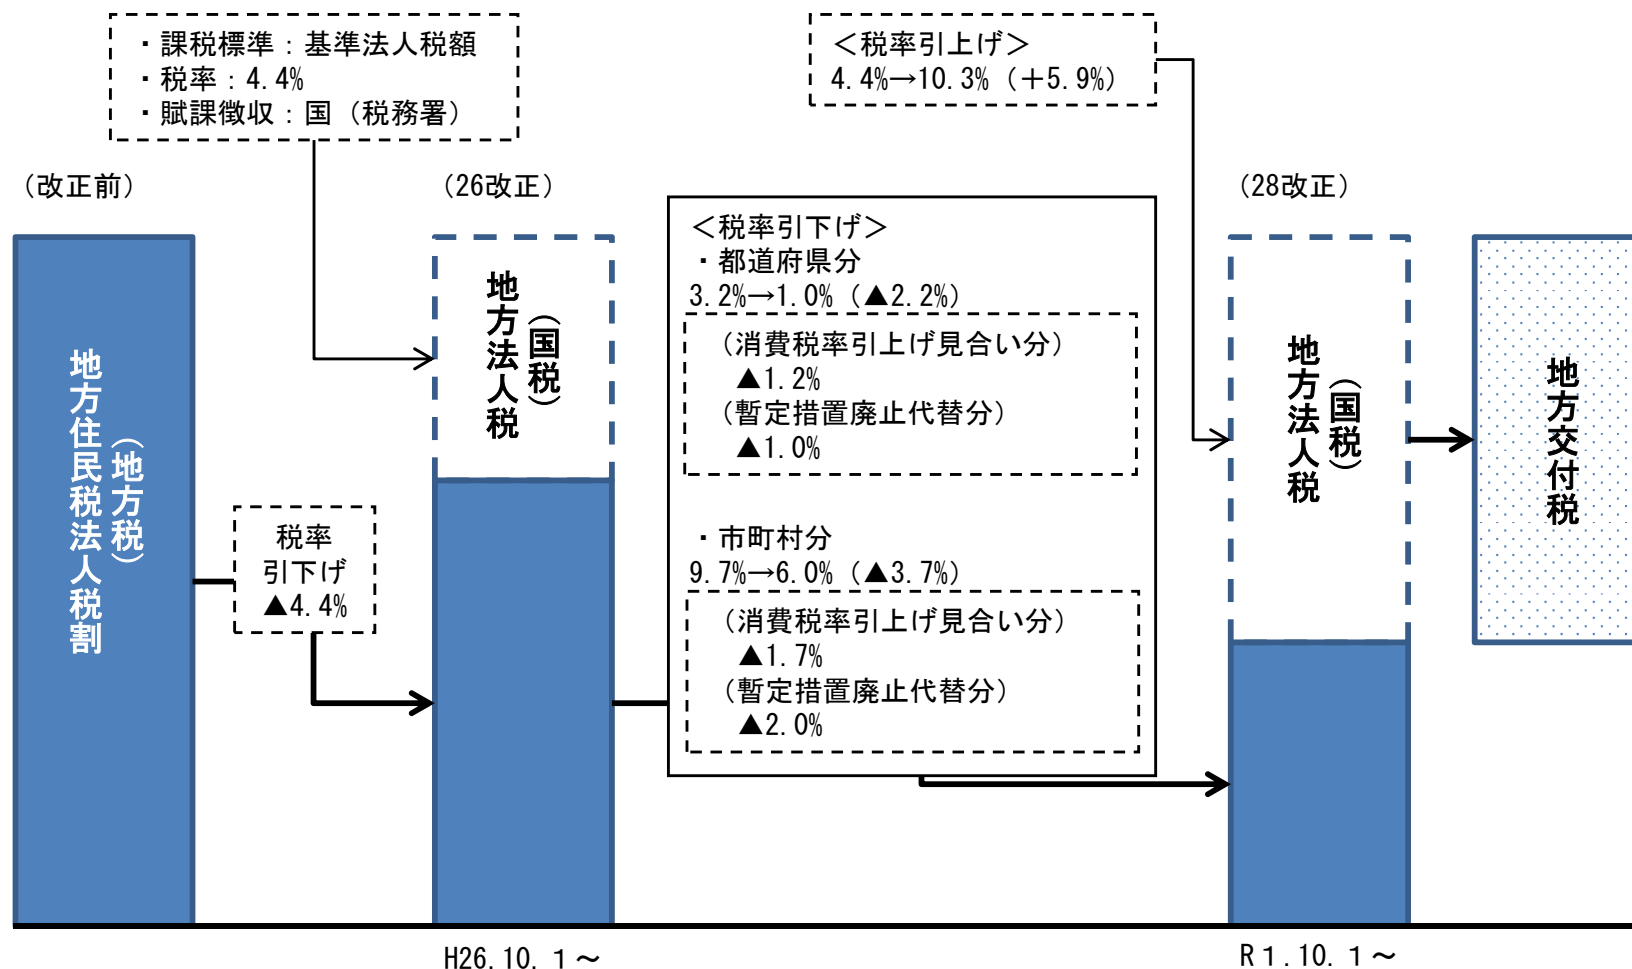 ・課税標準：基準法人税額
・税率：4.4%
・賦課徴収：国（税務署）
＜税率引上げ＞
4.4%→10.3%（＋5.9%）
（改正前）
（26改正）
（28改正）
地方住民税法人税割
（地方税）
税率
引下げ
▲4.4%
地方法人税
（国税）
＜税率引下げ＞
・都道府県分
3.2%→1.0%（▲2.2%）
（消費税率引上げ見合い分）
▲1.2%
（暫定措置廃止代替分）
▲1.0%
・市町村分
9.7%→6.0%（▲3.7%）
（消費税率引上げ見合い分）
▲1.7%
（暫定措置廃止代替分）
▲2.0%
地方法人税
（国税）
地方交付税
H26.10.１～
R１.10.１～